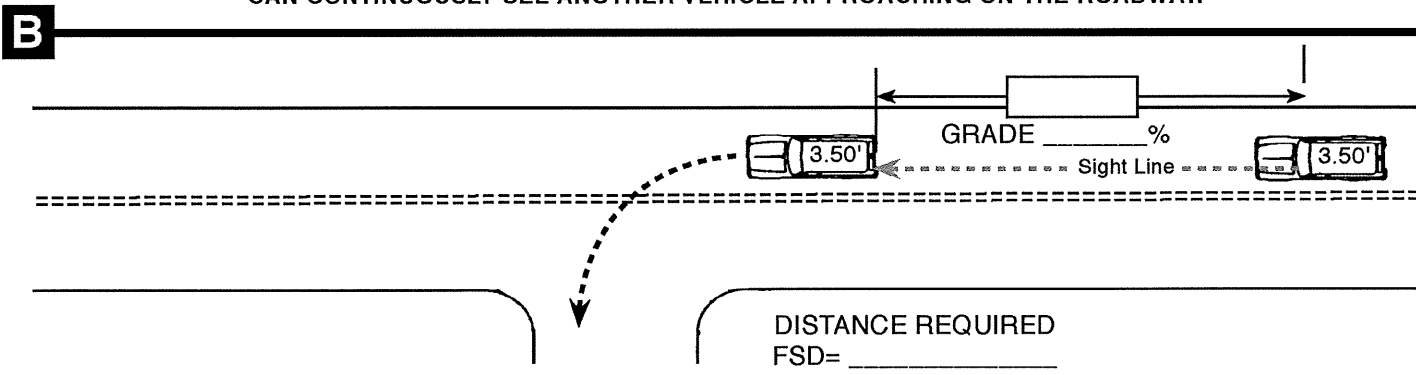 CAN CONTINUOUSLY SEE ANOTHER VEHICLE APPROACHING ON THE ROADWAY
B
GRADE _______%
3.50'
3.50'
Sight Line
DISTANCE REQUIRED
FSD= ______________